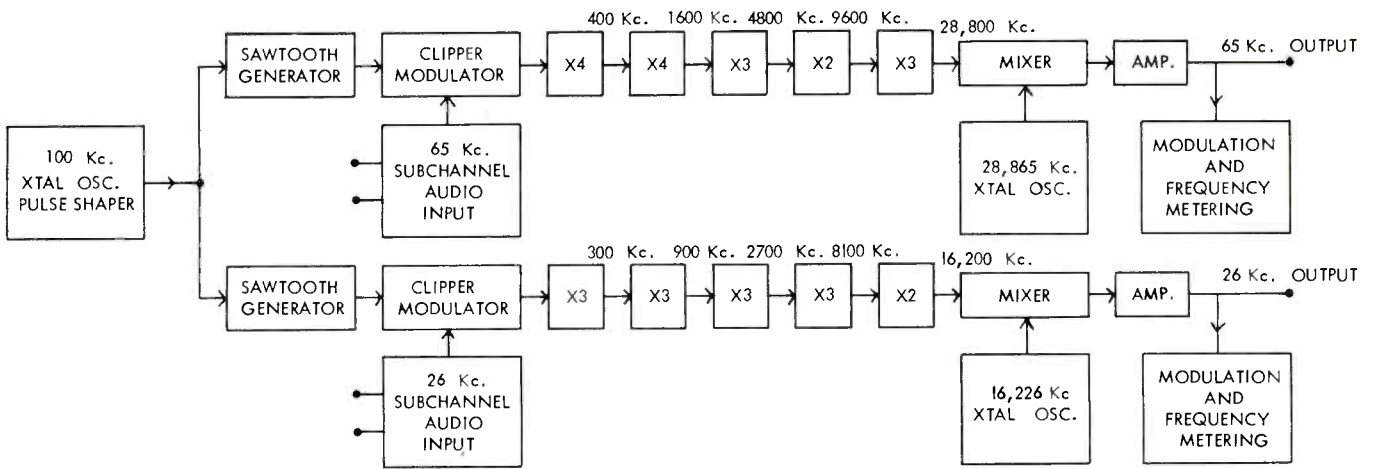 400 Kc. 1600 Kc. 4800 Kc. 9600 Kc.
28,800 Kc.
SAWTOOTH
GENERATOR
CLIPPER
MODULATOR
X4
X4
X3
X2
X3
MIXER
AMP.
65 Kc. OUTPUT
100 Kc.
XTAL OSC.
PULSE SHAPER
65 Kc.
SUBCHANNEL
AUDIO
INPUT
28,865 Kc.
XTAL OSC.
MODULATION
AND
FREQUENCY
METERING
300 Kc. 900 Kc. 2700 Kc. 8100 Kc.
16,200 Kc.
SAWTOOTH
GENERATOR
CLIPPER
MODULATOR
X3
X3
X3
X3
X2
MIXER
AMP.
26 Kc. OUTPUT
26 Kc.
SUBCHANNEL
AUDIO
INPUT
16,226 Kc
XTAL OSC.
MODULATION
AND
FREQUENCY
METERING